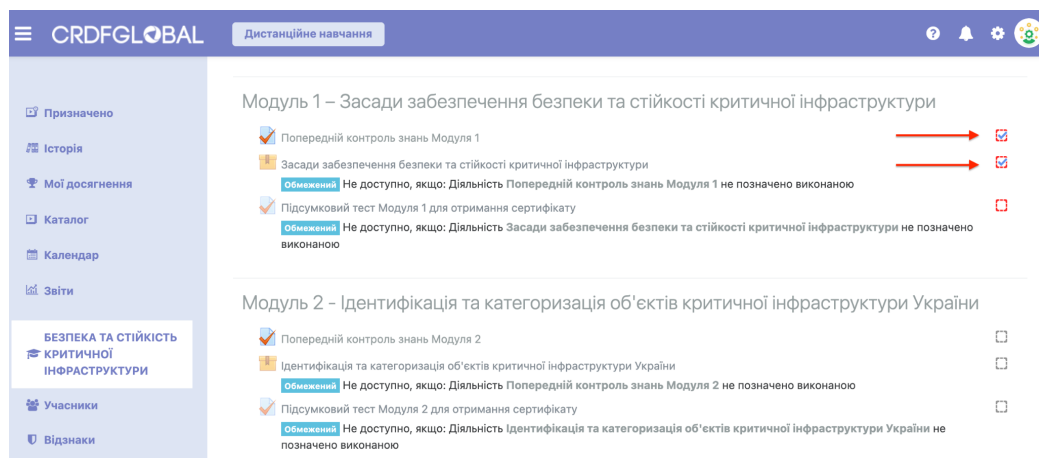 CRDFGLOBAL
Дистанційне навчання
Призначено
Історія
Мої досягнення
Каталог
Календар
Звіти
БЕЗПЕКА ТА СТІЙКІСТЬ
КРИТИЧНОЇ
ІНФРАСТРУКТУРИ
Учасники
Відзнаки
Модуль 1 – Засади забезпечення безпеки та стійкості критичної інфраструктури
Попередній контроль знань Модуля 1
Засади забезпечення безпеки та стійкості критичної інфраструктури
Обмежений Не доступно, якщо: Діяльність Попередній контроль знань Модуля 1 не позначено виконаною
Підсумковий тест Модуля 1 для отримання сертифікату
Обмежений Не доступно, якщо: Діяльність Засади забезпечення безпеки та стійкості критичної інфраструктури не позначено
виконаною
Модуль 2 - Ідентифікація та категоризація об'єктів критичної інфраструктури України
Попередній контроль знань Модуля 2
Ідентифікація та категоризація об'єктів критичної інфраструктури України
Обмежений Не доступно, якщо: Діяльність Попередній контроль знань Модуля 2 не позначено виконаною
Підсумковий тест Модуля 2 для отримання сертифікату
Обмежений Не доступно, якщо: Діяльність Ідентифікація та категоризація об'єктів критичної інфраструктури України не
позначено виконаною